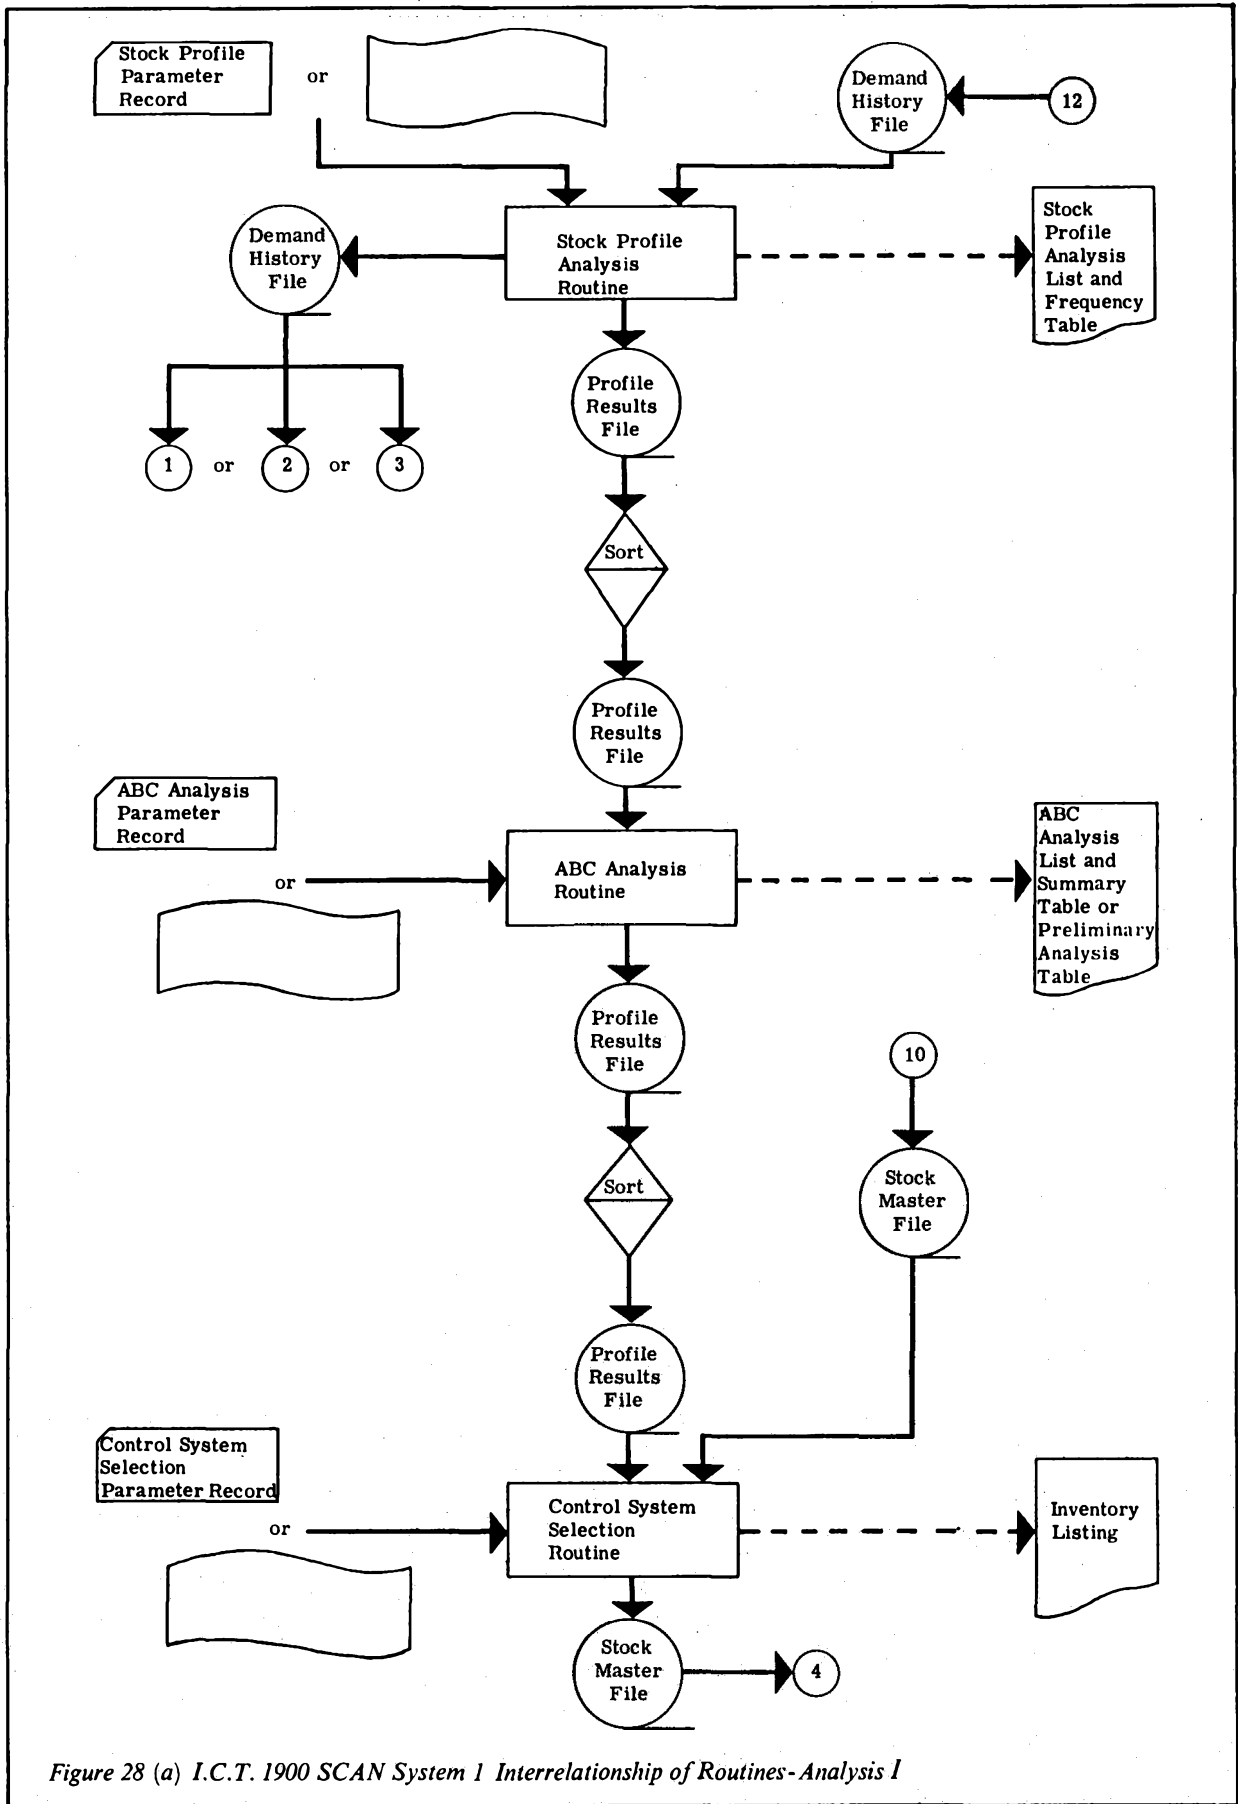 Stock Profile
Parameter
Record
or
Demand
History
File
12
Demand
History
File
Stock Profile
Analysis
Routine
Stock
Profile
Analysis
List and
Frequency
Table
Profile
Results
File
1 or 2 or 3
Sort
Profile
Results
File
ABC Analysis
Parameter
Record
or
ABC Analysis
Routine
ABC
Analysis
List and
Summary
Table or
Preliminary
Analysis
Table
Profile
Results
File
10
Sort
Stock
Master
File
Profile
Results
File
Control System
Selection
Parameter Record
or
Control System
Selection
Routine
Inventory
Listing
Stock
Master
File
4
Figure 28 (a) I.C.T. 1900 SCAN System 1 Interrelationship of Routines-Analysis I